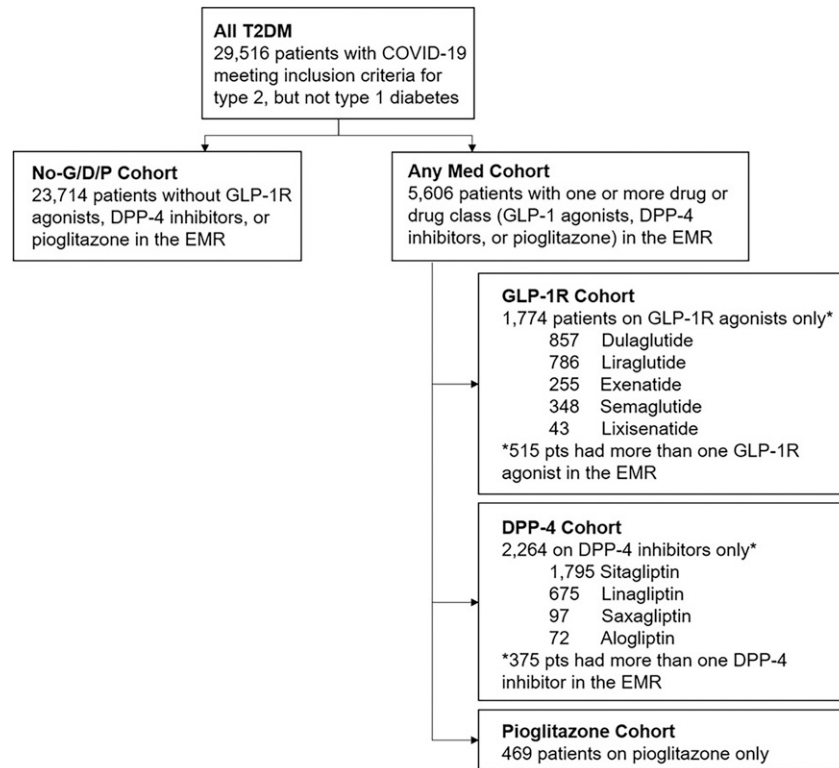 All T2DM
29,516 patients with COVID-19
meeting inclusion criteria for
type 2, but not type 1 diabetes
No-G/D/P Cohort
23,714 patients without GLP-1R
agonists, DPP-4 inhibitors, or
pioglitazone in the EMR
Any Med Cohort
5,606 patients with one or more drug or
drug class (GLP-1 agonists, DPP-4
inhibitors, or pioglitazone) in the EMR
GLP-1R Cohort
1,774 patients on GLP-1R agonists only*
857 Dulaglutide
786 Liraglutide
255 Exenatide
348 Semaglutide
43 Lixisenatide
*515 pts had more than one GLP-1R
agonist in the EMR
DPP-4 Cohort
2,264 on DPP-4 inhibitors only*
1,795 Sitagliptin
675 Linagliptin
97 Saxagliptin
72 Alogliptin
*375 pts had more than one DPP-4
inhibitor in the EMR
Pioglitazone Cohort
469 patients on pioglitazone only